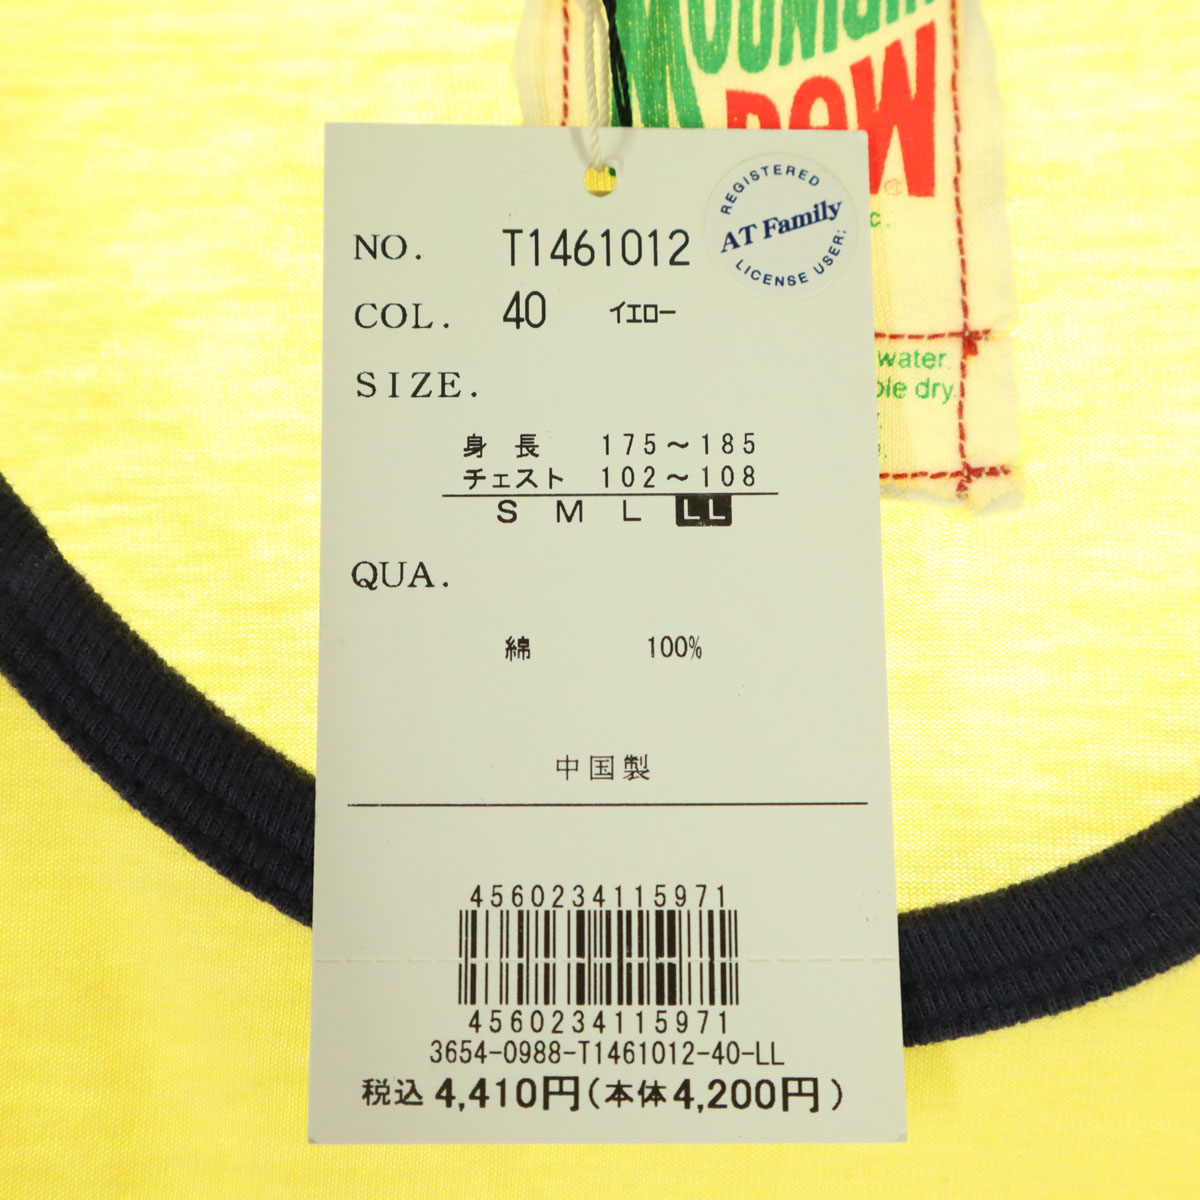 DEW
®
c.
water
ble dry
REGISTERED
AT Family
LICENSE USER;
NO. T1461012
COL. 40 イエロー
SIZE.
身長 175～185
チェスト 102～108
S M L LL
QUA.
綿 100%
中国製
4560234115971
4560234115971
3654-0988-T1461012-40-LL
税込 4,410円(本体4,200円)